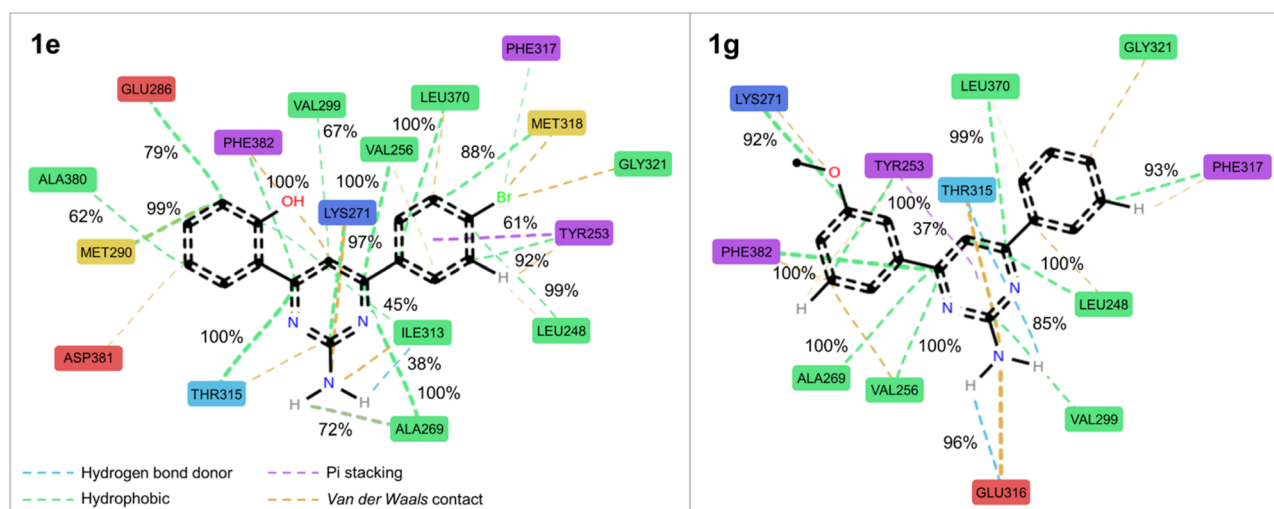 1e
PHE317
GLU286
VAL299
LEU370
67%
100%
MET318
PHE382
VAL256
79%
88%
GLY321
ALA380
100%
100%
OH
Br
62%
99%
LYS271
61%
TYR253
MET290
97%
92%
H
99%
45%
N
N
ILE313
LEU248
100%
38%
ASP381
THR315
N
100%
H
H
72%
ALA269
Hydrogen bond donor
Pi stacking
Hydrophobic
Van der Waals contact
1g
GLY321
LEU370
LYS271
92%
99%
O
TYR253
93%
PHE317
THR315
100%
H
37%
PHE382
100%
100%
N
LEU248
H
N
85%
100%
100%
N
ALA269
VAL256
H
H
VAL299
96%
GLU316